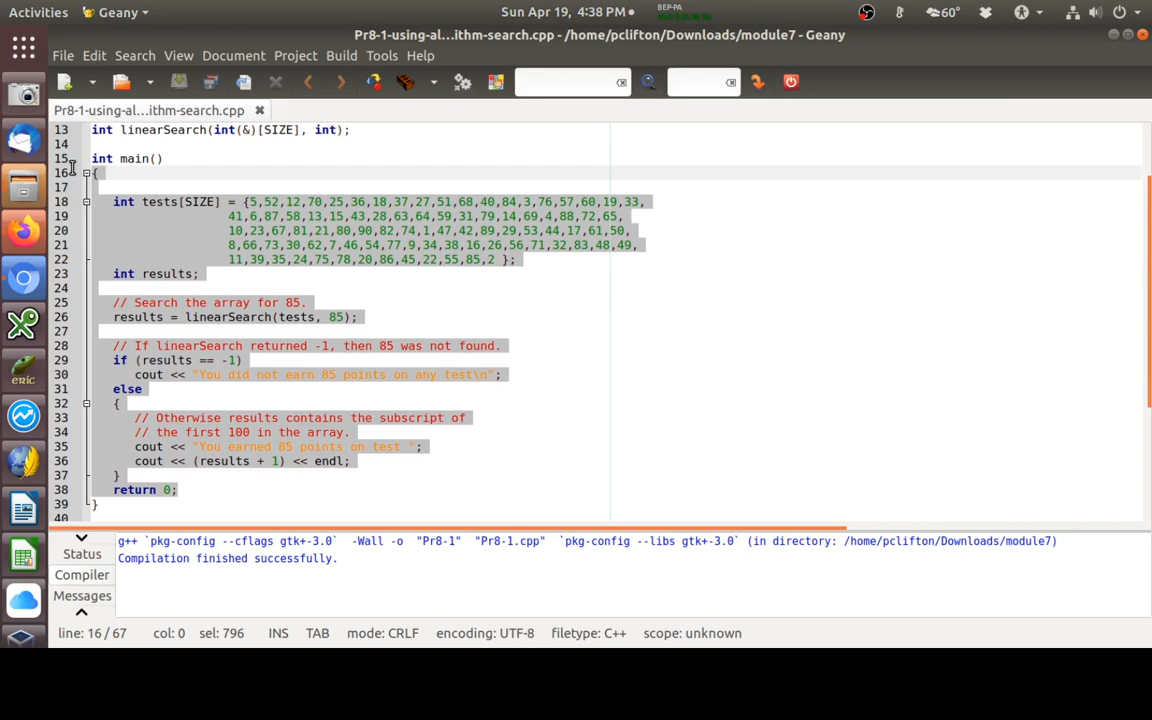 Activities
Geany
Sun Apr 19, 4:38 PM
BEP-PA
60°
Pr8-1-using-al...ithm-search.cpp - /home/pclifton/Downloads/module7 - Geany
File Edit Search View Document Project Build Tools Help
Pr8-1-using-al...ithm-search.cpp
13 int linearSearch(int(&)[SIZE], int);
14
15 int main()
16 {
17
18 int tests[SIZE] = {5,52,12,70,25,36,18,37,27,51,68,40,84,3,76,57,60,19,33,
19 41,6,87,58,13,15,43,28,63,64,59,31,79,14,69,4,88,72,65,
20 10,23,67,81,21,80,90,82,74,1,47,42,89,29,53,44,17,61,50,
21 8,66,73,30,62,7,46,54,77,9,34,38,16,26,56,71,32,83,48,49,
22 11,39,35,24,75,78,20,86,45,22,55,85,2 };
23 int results;
24
25 // Search the array for 85.
26 results = linearSearch(tests, 85);
27
28 // If linearSearch returned -1, then 85 was not found.
29 if (results == -1)
30 cout << "You did not earn 85 points on any test\n";
31 else
32 {
33 // Otherwise results contains the subscript of
34 // the first 100 in the array.
35 cout << "You earned 85 points on test ";
36 cout << (results + 1) << endl;
37 }
38 return 0;
39 }
40
Status
Compiler
Messages
g++ `pkg-config --cflags gtk+-3.0` -Wall -o "Pr8-1" "Pr8-1.cpp" `pkg-config --libs gtk+-3.0` (in directory: /home/pclifton/Downloads/module7)
Compilation finished successfully.
eric
line: 16 / 67 col: 0 sel: 796 INS TAB mode: CRLF encoding: UTF-8 filetype: C++ scope: unknown